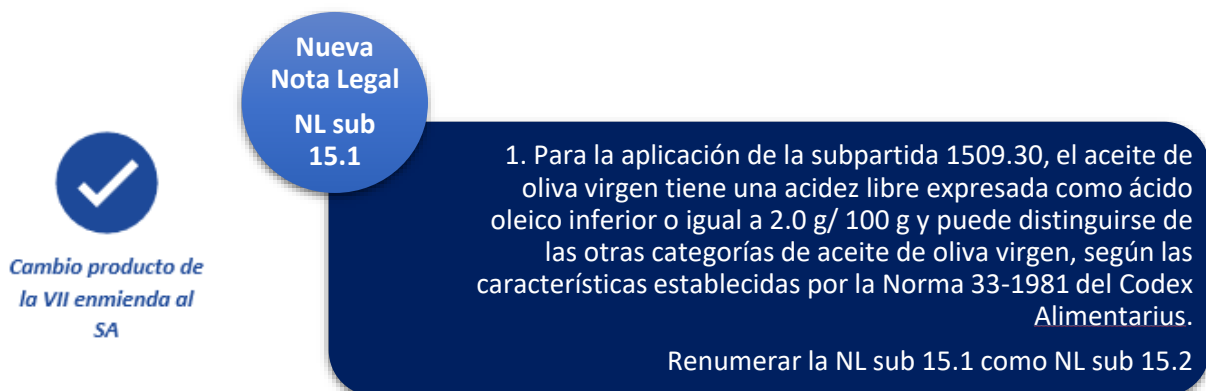 Nueva
Nota Legal
NL sub
15.1
1. Para la aplicación de la subpartida 1509.30, el aceite de
oliva virgen tiene una acidez libre expresada como ácido
oleico inferior o igual a 2.0 g/ 100 g y puede distinguirse de
las otras categorías de aceite de oliva virgen, según las
características establecidas por la Norma 33-1981 del Codex
Alimentarius.
Renumerar la NL sub 15.1 como NL sub 15.2
Cambio producto de
la VII enmienda al
SA